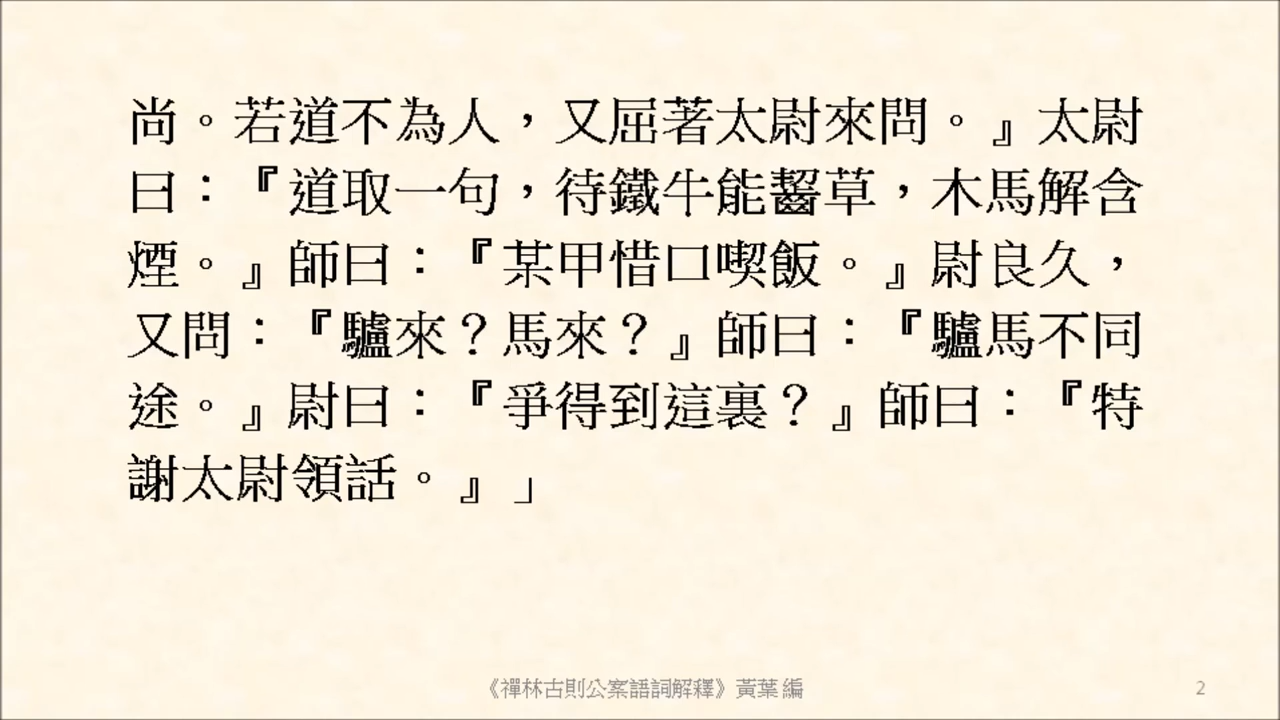 尚。若道不為人，又屈著太尉來問。』太尉
曰：『道取一句，待鐵牛能齧草，木馬解含
煙。』師曰：『某甲惜口喫飯。』尉良久，
又問：『驢來？馬來？』師曰：『驢馬不同
途。』尉曰：『爭得到這裏？』師曰：『特
謝太尉領話。』」
《禪林古則公案語詞解釋》黃葉 編
2